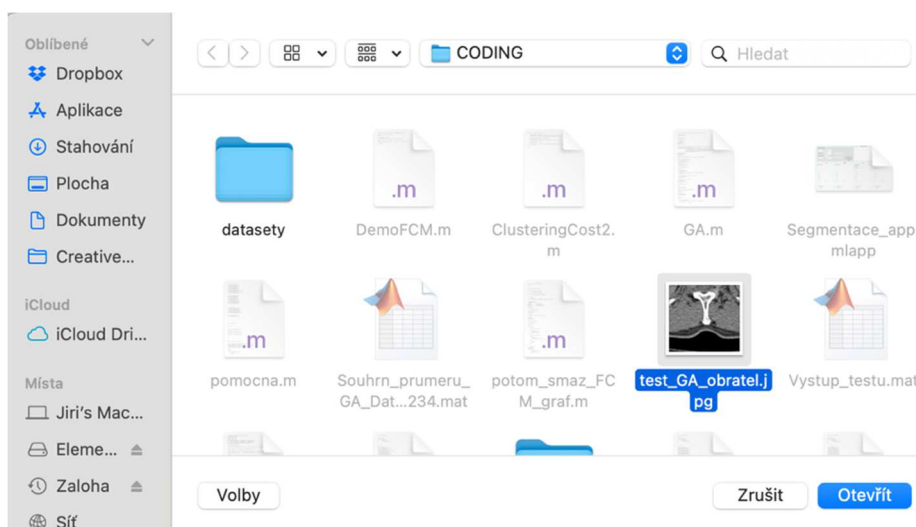 Oblíbené
Dropbox
Aplikace
Stahování
Plocha
Dokumenty
Creative...
iCloud
iCloud Dri...
Místa
Jiri's Mac...
Eleme...
Zaloha
Síť
CODING
Hledat
datasety
DemoFCM.m
ClusteringCost2.
m
GA.m
Segmentace_app.
mlapp
pomocna.m
Souhrn_prumeru_
GA_Dat...234.mat
potom_smaz_FC
M_graf.m
test_GA_obratel.j
pg
Vystup_testu.mat
.m
.m
.m
.m
.m
Volby
Zrušit
Otevřít